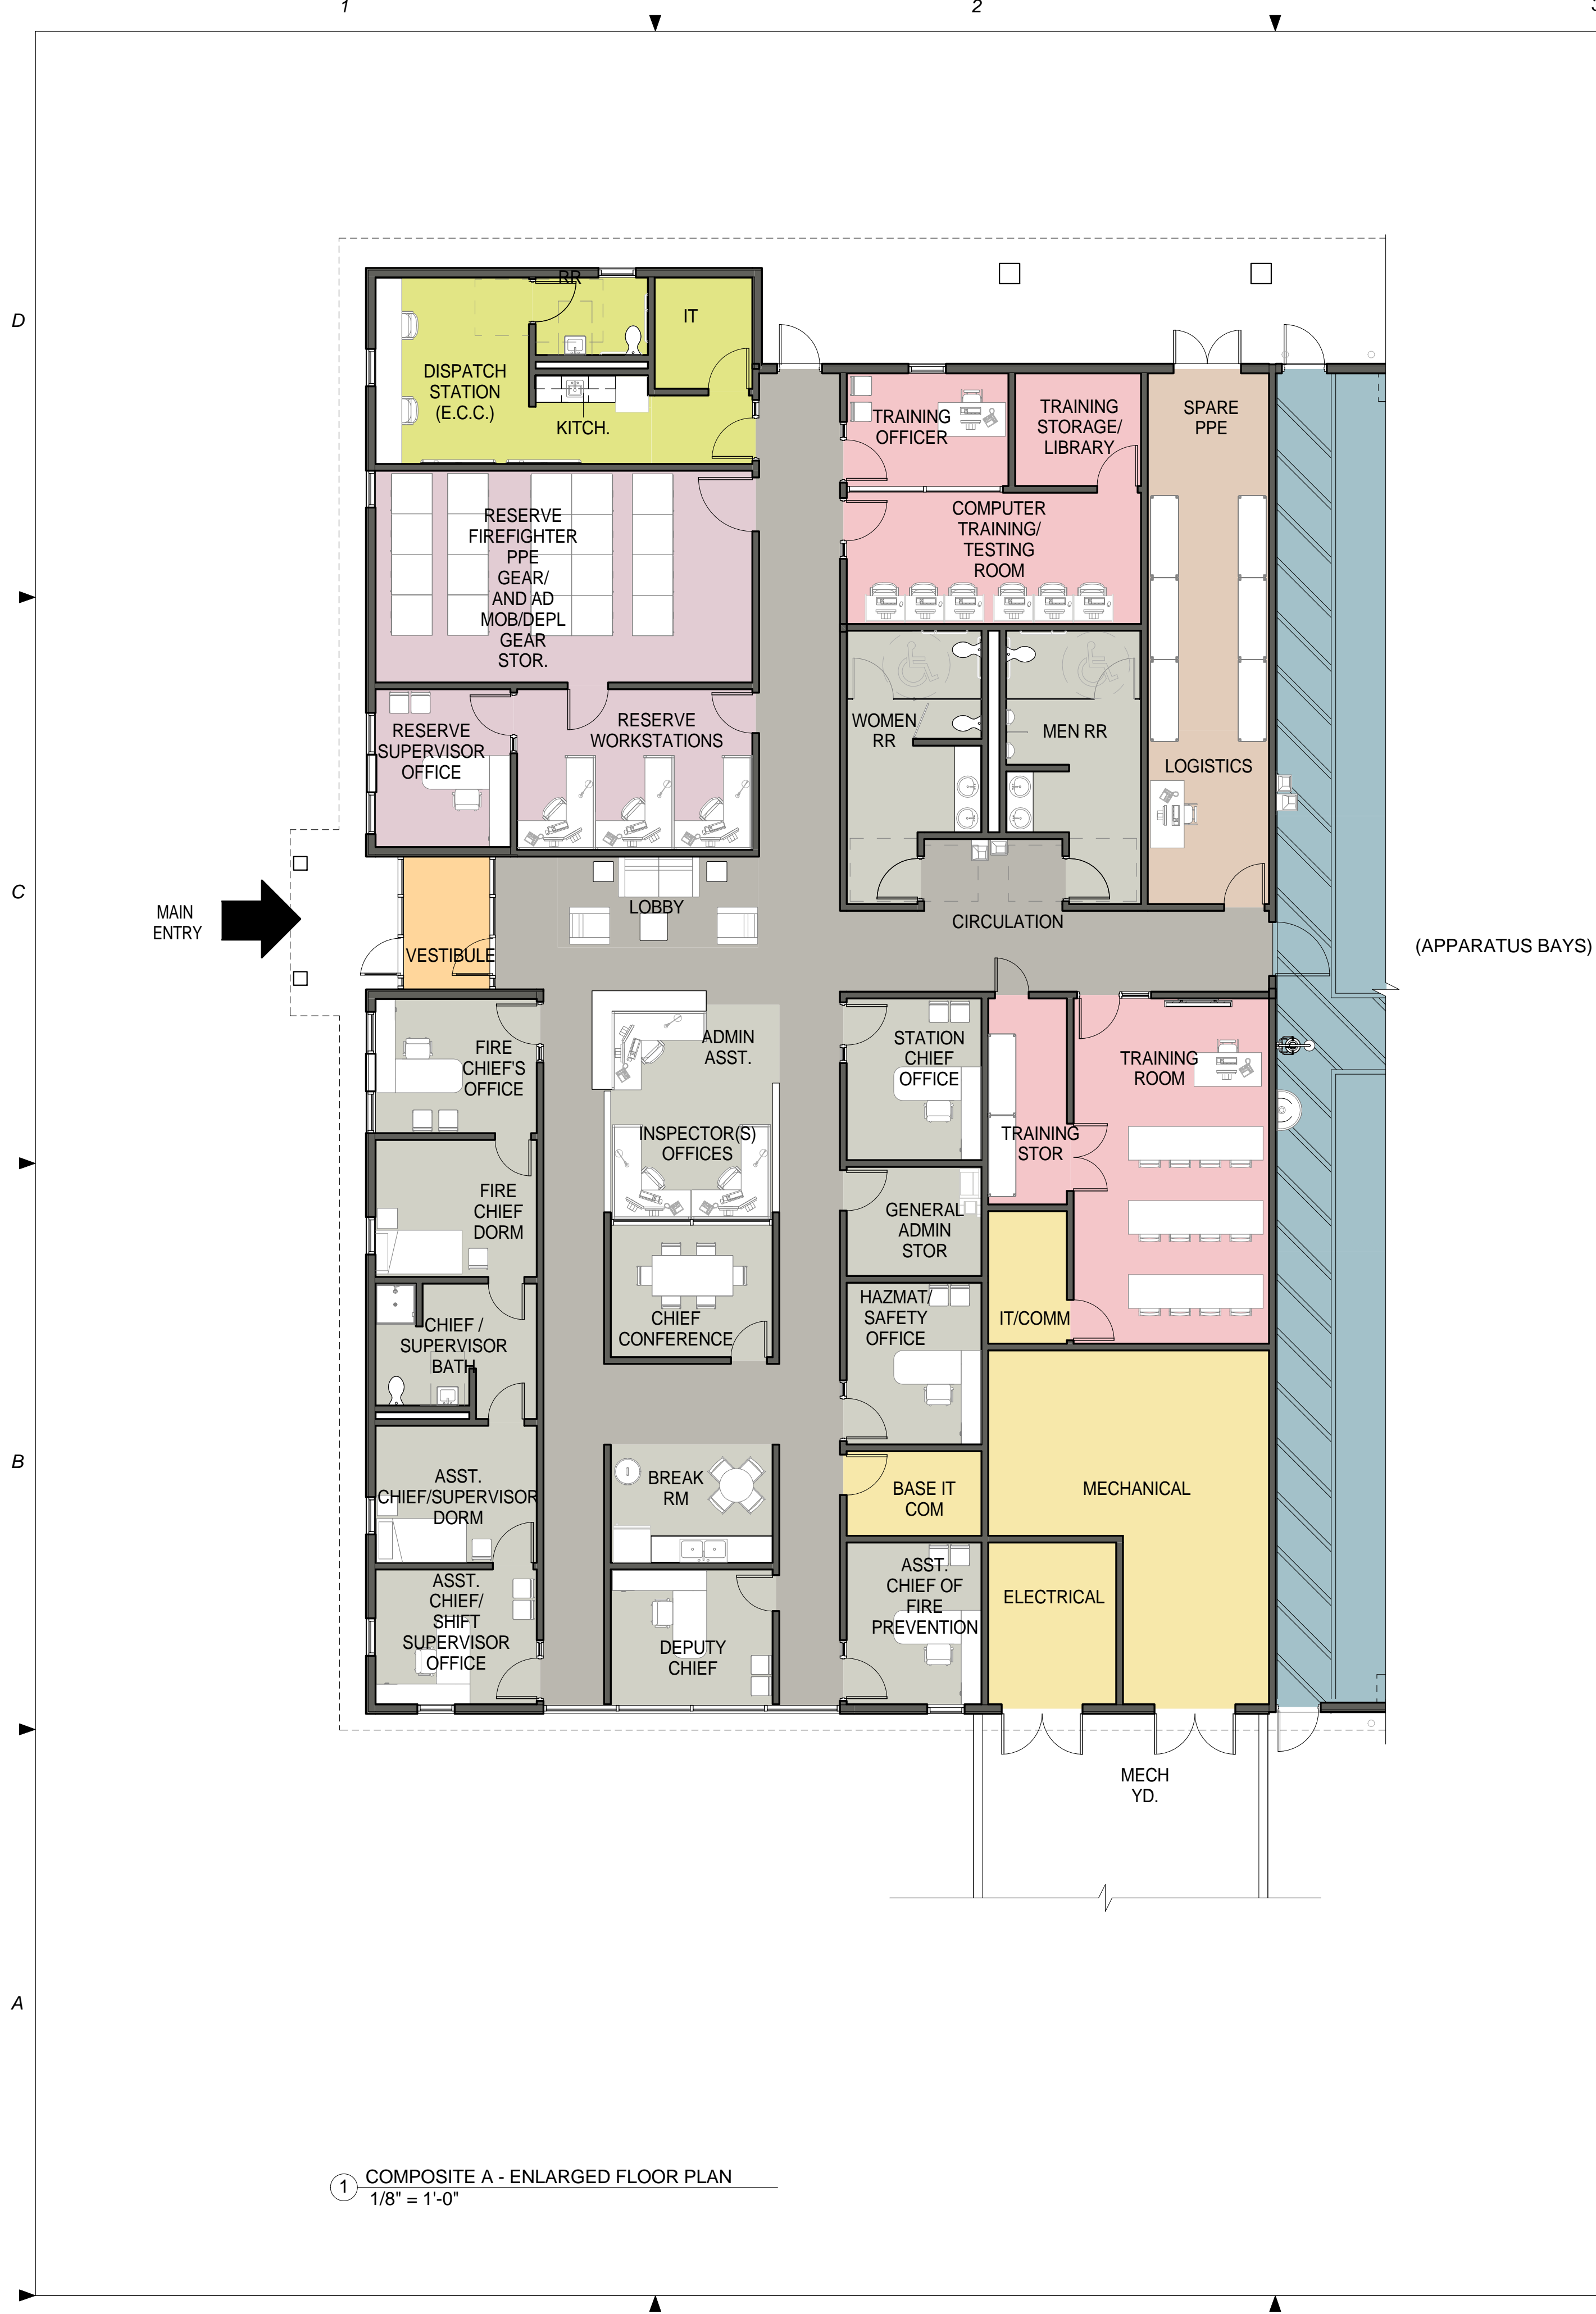 1
2
D
RR
IT
DISPATCH
STATION
(E.C.C.)
KITCH.
TRAINING
OFFICER
TRAINING
STORAGE/
LIBRARY
SPARE
PPE
RESERVE
FIREFIGHTER
PPE
GEAR/
AND AD
MOB/DEPL
GEAR
STOR.
COMPUTER
TRAINING/
TESTING
ROOM
RESERVE
SUPERVISOR
OFFICE
RESERVE
WORKSTATIONS
WOMEN
RR
MEN RR
LOGISTICS
C
MAIN
ENTRY
VESTIBULE
LOBBY
CIRCULATION
(APPARATUS BAYS)
FIRE
CHIEF'S
OFFICE
ADMIN
ASST.
STATION
CHIEF
OFFICE
TRAINING
ROOM
INSPECTOR(S)
OFFICES
TRAINING
STOR
FIRE
CHIEF
DORM
GENERAL
ADMIN
STOR
CHIEF /
SUPERVISOR
BATH
CHIEF
CONFERENCE
HAZMAT/
SAFETY
OFFICE
IT/COMM
B
ASST.
CHIEF/SUPERVISOR
DORM
BREAK
RM
BASE IT
COM
MECHANICAL
ASST.
CHIEF/
SHIFT
SUPERVISOR
OFFICE
DEPUTY
CHIEF
ASST.
CHIEF OF
FIRE
PREVENTION
ELECTRICAL
MECH
YD.
A
1
COMPOSITE A - ENLARGED FLOOR PLAN
1/8" = 1'-0"